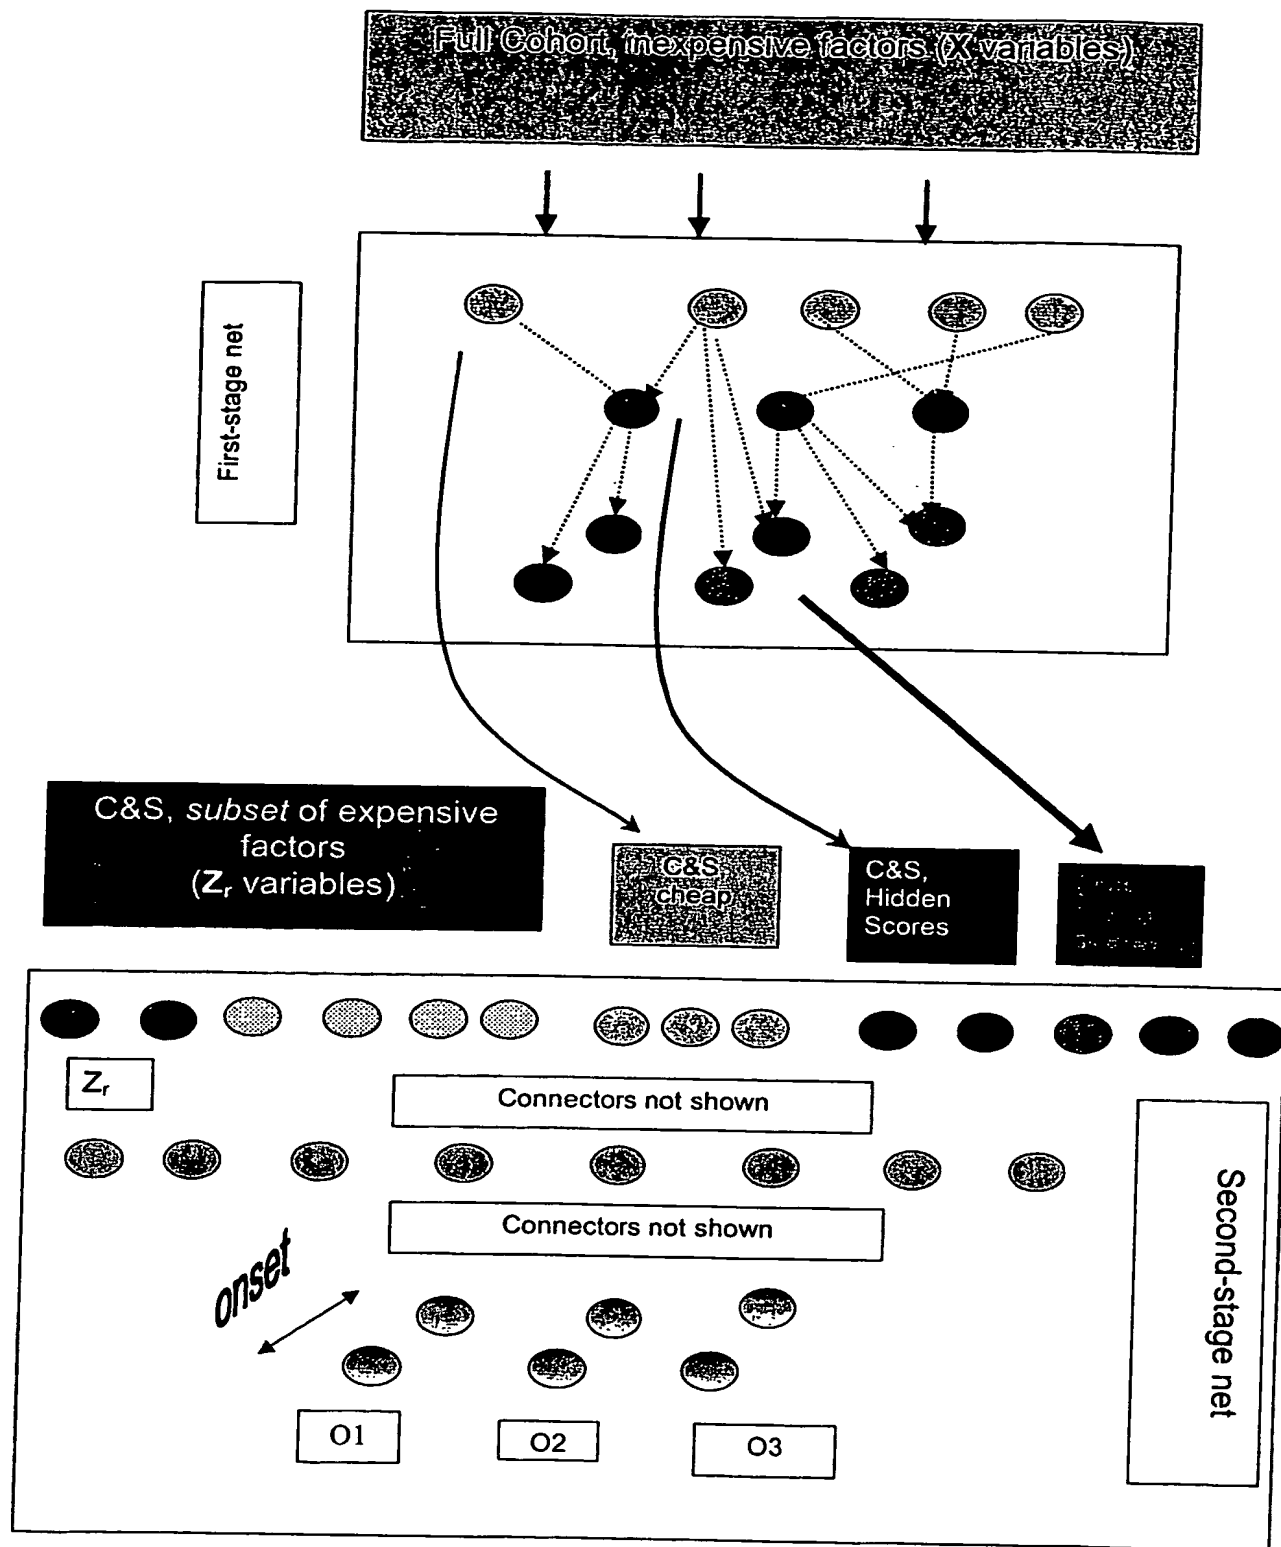 Full Cohort, inexpensive factors (X variables)
First-stage net
C&S, subset of expensive
factors
(Zr variables)
C&S
cheap
C&S,
Hidden
Scores
Zr
Connectors not shown
Connectors not shown
onset
Second-stage net
O1
O2
O3